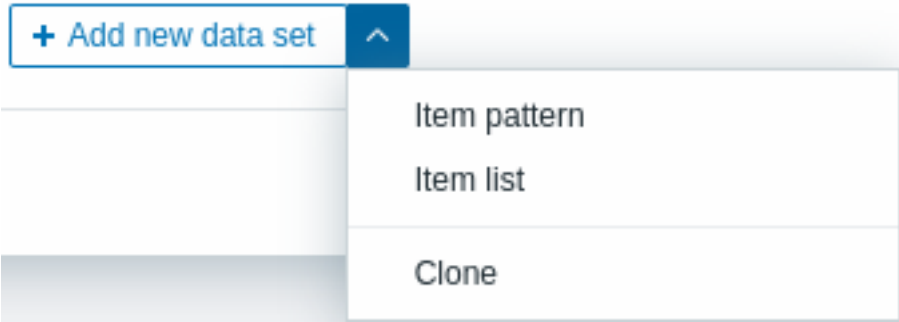 + Add new data set
Item pattern
Item list
Clone